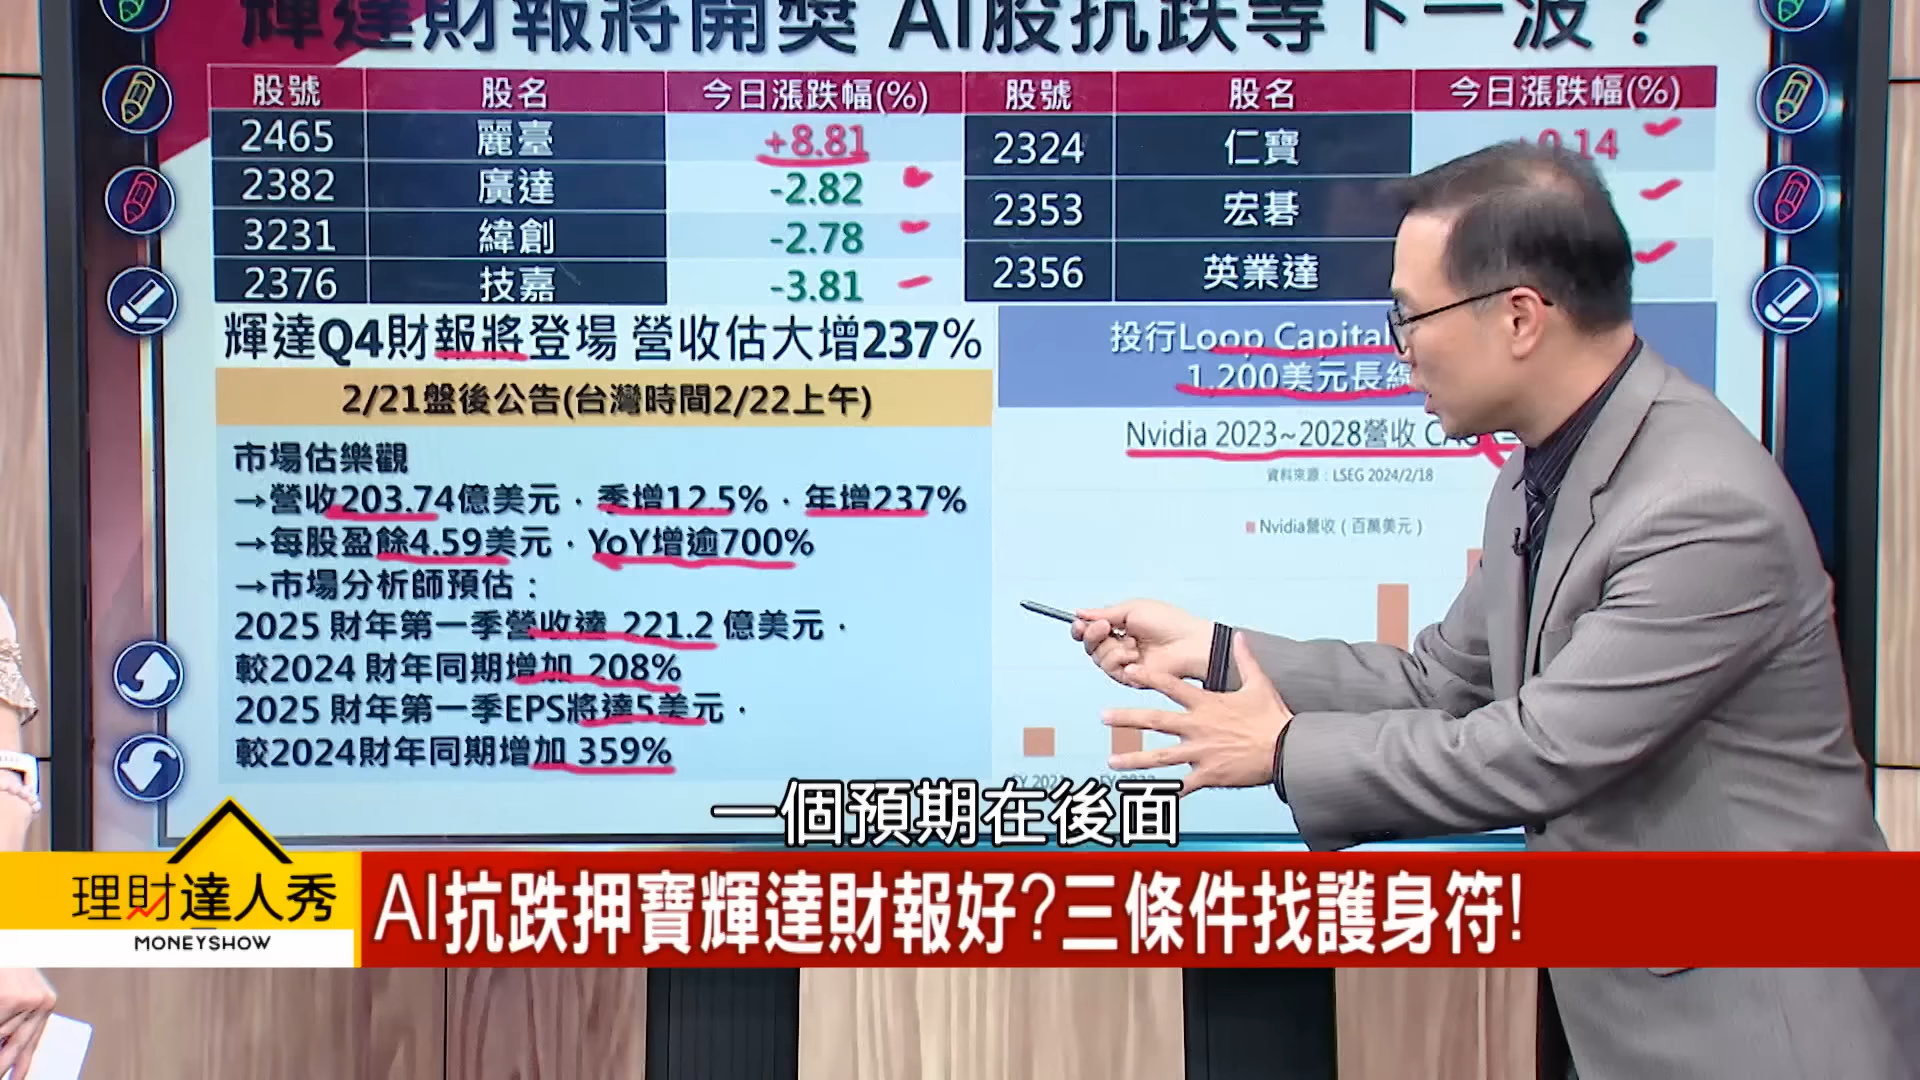 輝達財報將開獎 AI股抗跌等下一波？
股號 股名 今日漲跌幅(%) 股號 股名 今日漲跌幅(%)
2465 麗臺 +8.81
2382 廣達 -2.82
3231 緯創 -2.78
2376 技嘉 -3.81
2324 仁寶 +0.14
2353 宏碁
2356 英業達
輝達Q4財報將登場 營收估大增237%
2/21盤後公告(台灣時間2/22上午)
市場估樂觀
→營收203.74億美元，季增12.5%，年增237%
→每股盈餘4.59美元，YoY增逾700%
→市場分析師預估：
2025 財年第一季營收達 221.2 億美元，
較2024 財年同期增加 208%
2025 財年第一季EPS將達5美元，
較2024財年同期增加 359%
投行Loop Capital
1,200美元長線
Nvidia 2023~2028營收
資料來源：LSEG 2024/2/18
Nvidia營收（百萬美元）
一個預期在後面
理財達人秀
MONEYSHOW
AI抗跌押寶輝達財報好?三條件找護身符!